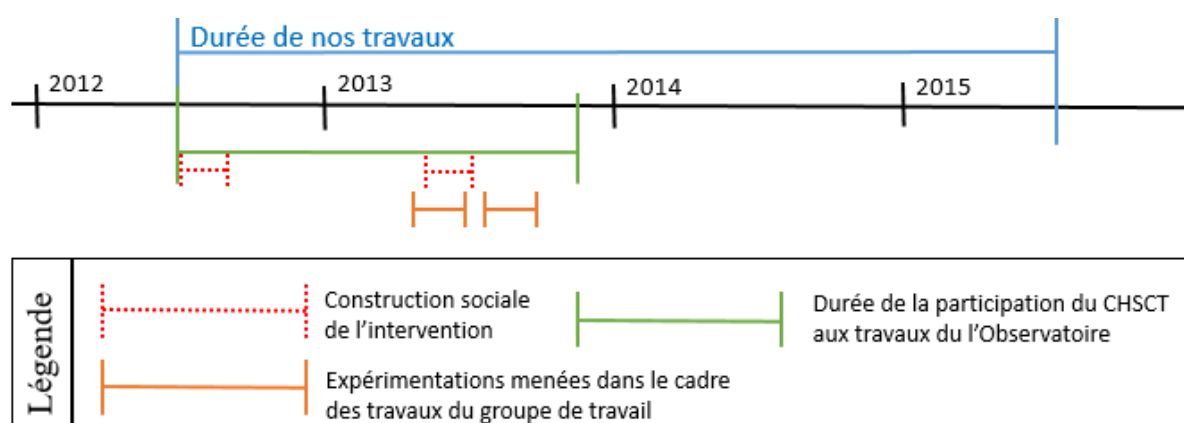 Durée de nos travaux
2012
2013
2014
2015
Légende
Construction sociale
de l'intervention
Durée de la participation du CHSCT
aux travaux du l'Observatoire
Expérimentations menées dans le cadre
des travaux du groupe de travail